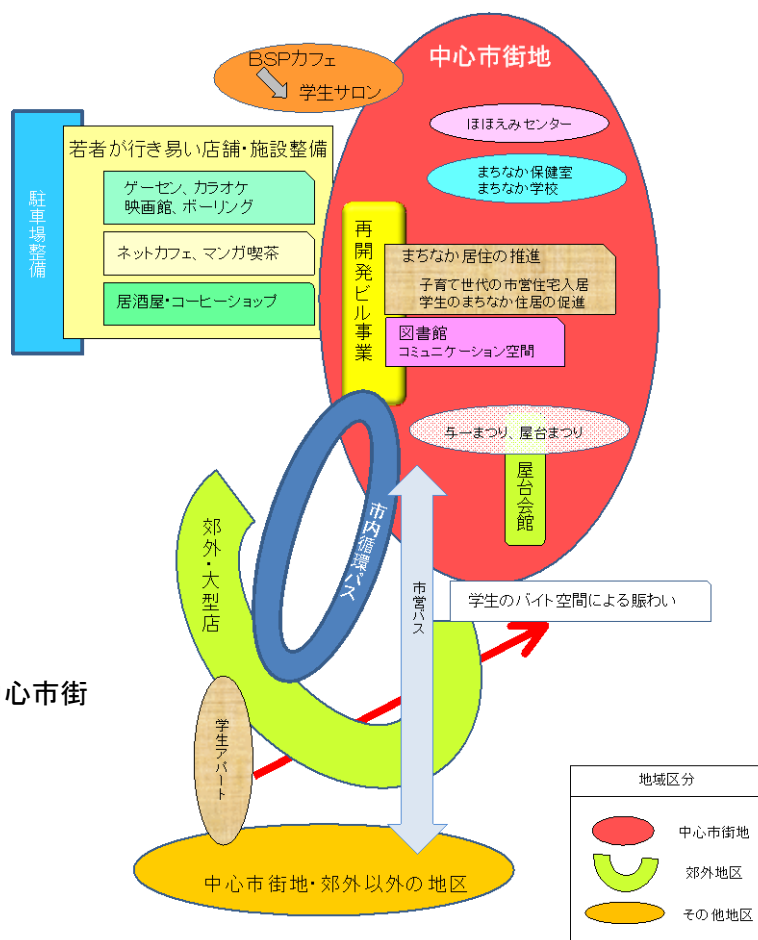 中心市街地
BSPカフェ
学生サロン
ほほえみセンター
若者が行き易い店舗・施設整備
まちなか保健室
まちなか学校
駐車場整備
ゲーセン、カラオケ
映画館、ボーリング
再開発ビル事業
ネットカフェ、マンガ喫茶
まちなか居住の推進
子育て世代の市営住宅入居
学生のまちなか住居の促進
居酒屋・コーヒーショップ
図書館
コミュニケーション空間
与一まつり、屋台まつり
屋台会館
市内循環バス
郊外・大型店
市営バス
学生のバイト空間による賑わい
心市街
学生アパート
地域区分
中心市街地
郊外地区
その他地区
中心市街地・郊外以外の地区